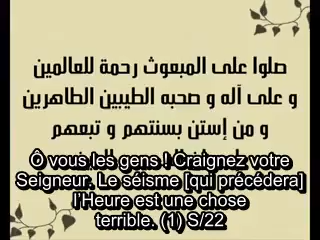 صلوا على المبعوث رحمة للعالمين
و على آله و صحبه الطيبين الطاهرين
و من إستن بسنتهم و تبعهم
Ô vous les gens ! Craignez votre
Seigneur. Le séisme [qui précédera]
l'Heure est une chose
terrible. (1) S/22